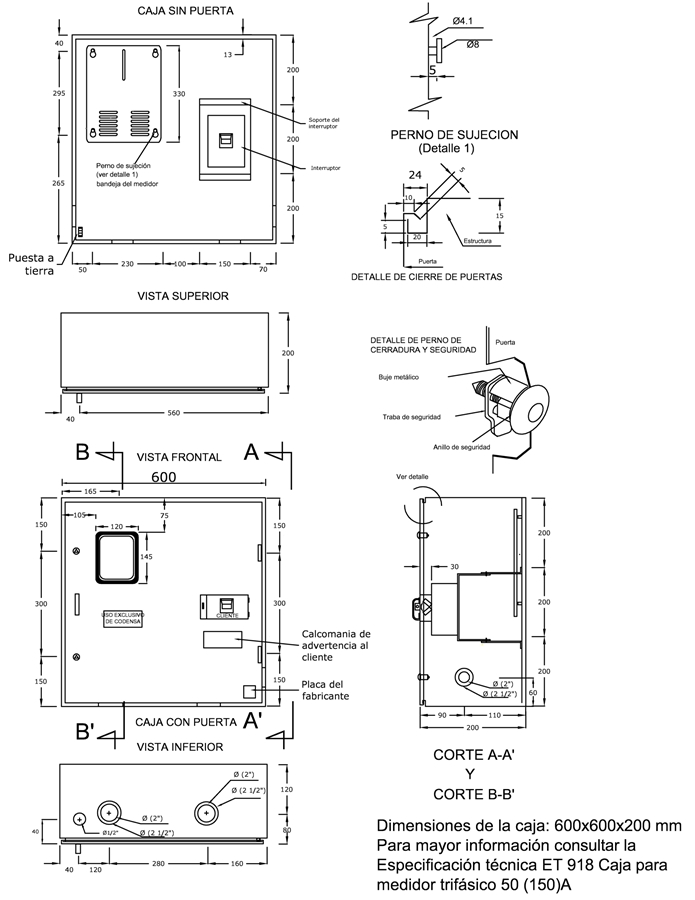 CAJA SIN PUERTA
40
13
200
295
330
200
Soporte del
interruptor
Interruptor
Perno de sujeción
(ver detalle 1)
bandeja del medidor
265
200
Puesta a
tierra
50
230
100
150
70
Ø4.1
Ø8
5
PERNO DE SUJECION
(Detalle 1)
24
5
10
5
15
20
Estructura
Puerta
DETALLE DE CIERRE DE PUERTAS
VISTA SUPERIOR
200
40
560
DETALLE DE PERNO DE
CERRADURA Y SEGURIDAD
Puerta
Buje metálico
Traba de seguridad
Anillo de seguridad
B
VISTA FRONTAL
A
600
165
75
150
105
120
150
145
300
300
USO EXCLUSIVO
DE CODENSA
CLIENTE
Calcomania de
advertencia al
cliente
150
150
Placa del
fabricante
B'
CAJA CON PUERTA
A'
Ver detalle
200
30
200
200
Ø (2")
Ø (2 1/2")
60
90
110
200
CORTE A-A'
Y
CORTE B-B'
VISTA INFERIOR
Ø (2")
Ø (2 1/2")
120
Ø (2")
Ø1/2"
Ø (2 1/2")
40
80
40
120
280
160
Dimensiones de la caja: 600x600x200 mm
Para mayor información consultar la
Especificación técnica ET 918 Caja para
medidor trifásico 50 (150)A